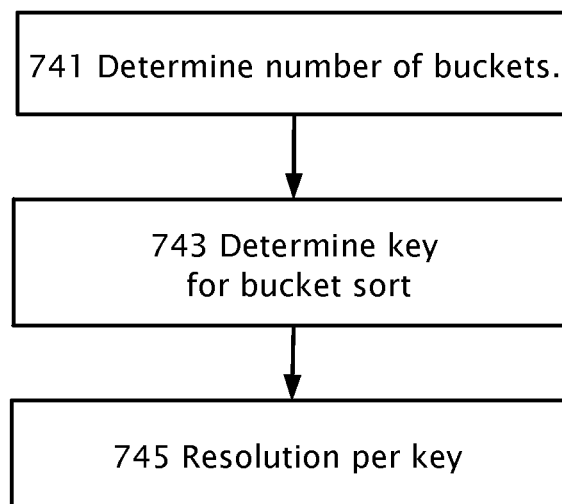 741 Determine number of buckets.
743 Determine key
for bucket sort
745 Resolution per key